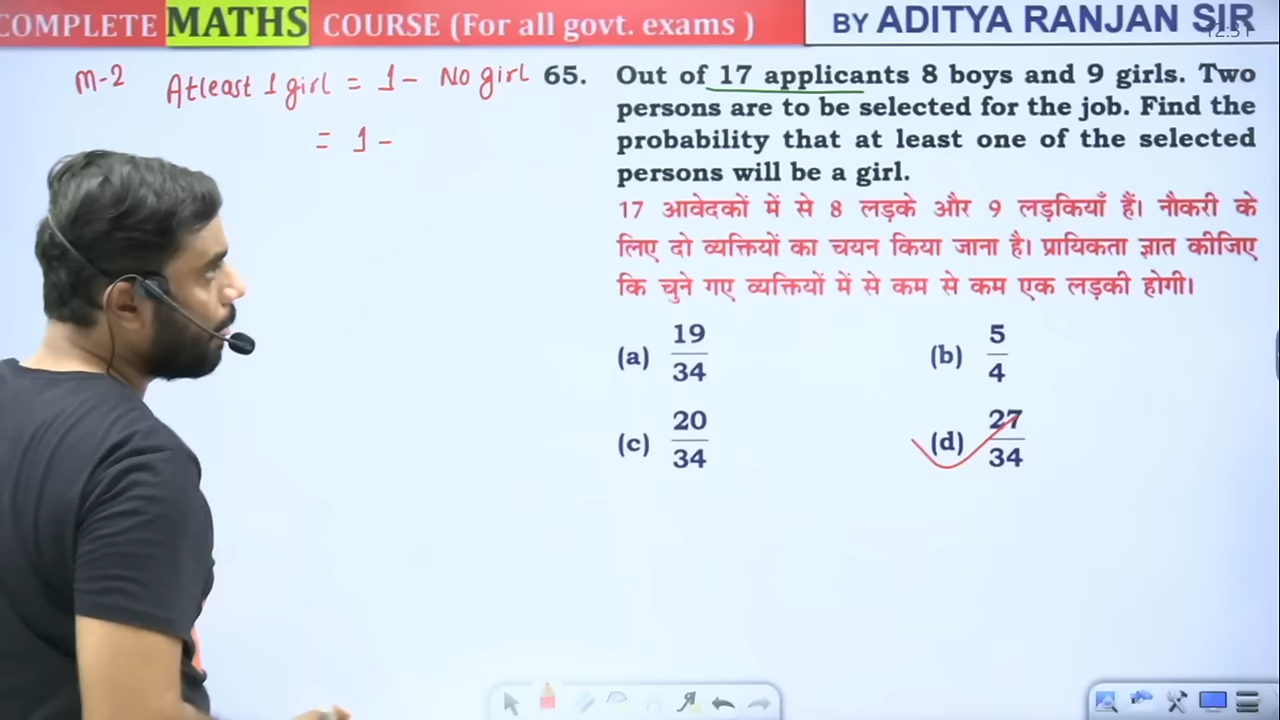 COMPLETE MATHS COURSE (For all govt. exams )
BY ADITYA RANJAN SIR
M-2 Atleast 1 girl = 1 - No girl
= 1 -
65. Out of 17 applicants 8 boys and 9 girls. Two
persons are to be selected for the job. Find the
probability that at least one of the selected
persons will be a girl.
17 आवेदकों में से 8 लड़के और 9 लड़कियाँ हैं। नौकरी के
लिए दो व्यक्तियों का चयन किया जाना है। प्रायिकता ज्ञात कीजिए
कि चुने गए व्यक्तियों में से कम से कम एक लड़की होगी।
(a) 19/34
(b) 5/4
(c) 20/34
(d) 27/34